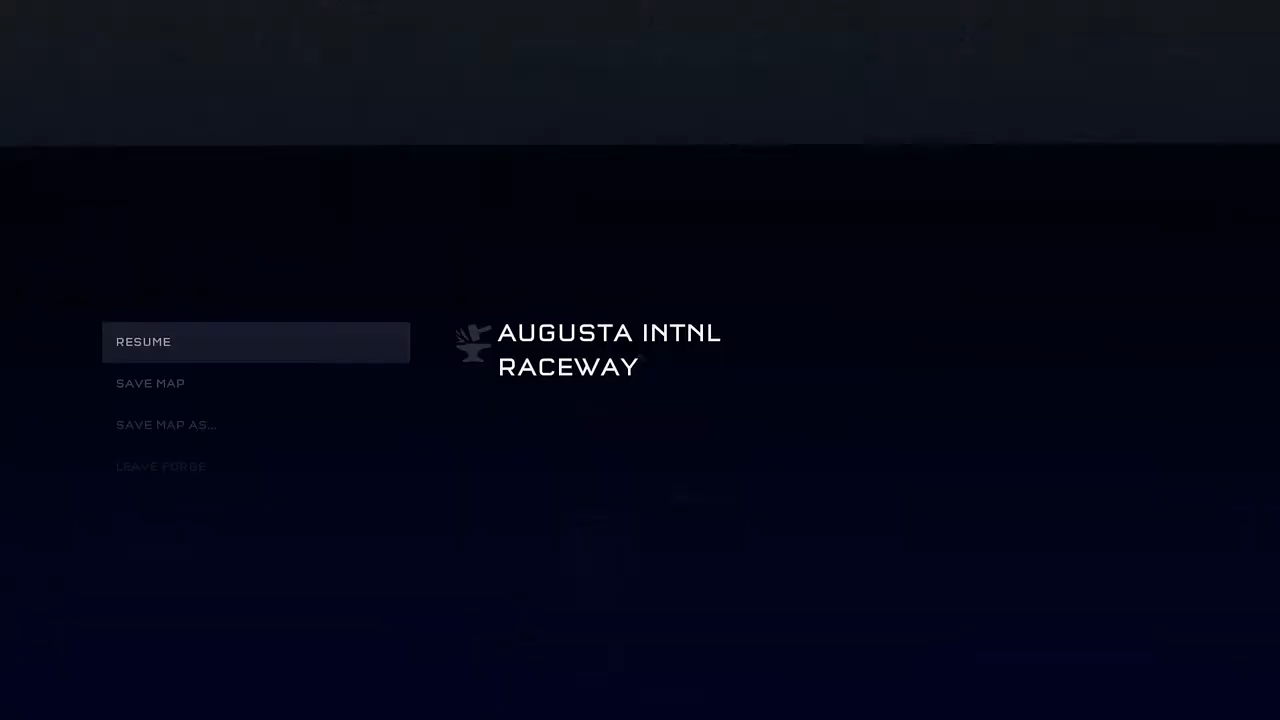 RESUME
SAVE MAP
SAVE MAP AS...
LEAVE FORGE
AUGUSTA INTNL
RACEWAY